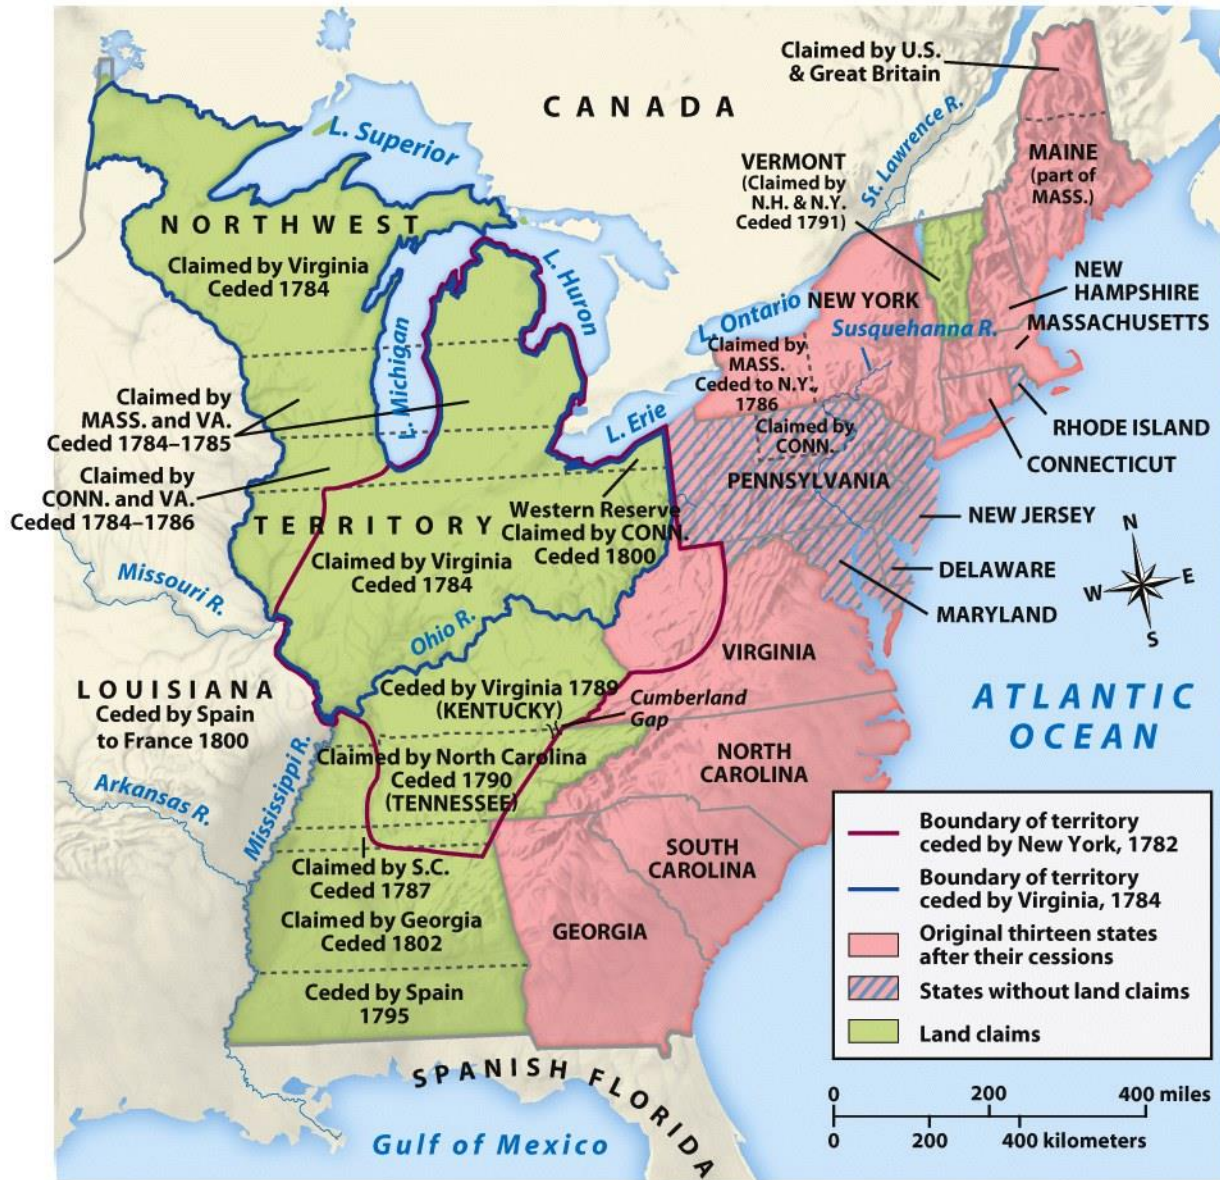 Claimed by U.S.
& Great Britain
CANADA
St. Lawrence R.
L. Superior
VERMONT
(Claimed by
N.H. & N.Y.
Ceded 1791)
MAINE
(part of
MASS.)
NORTHWEST
Claimed by Virginia
Ceded 1784
L. Huron
L. Michigan
NEW
HAMPSHIRE
L. Ontario
NEW YORK
Susquehanna R.
MASSACHUSETTS
Claimed by
MASS.
Ceded to N.Y.
1786
Claimed by
MASS. and VA.
Ceded 1784–1785
L. Erie
RHODE ISLAND
Claimed by
CONN.
CONNECTICUT
Claimed by
CONN. and VA.
Ceded 1784–1786
PENNSYLVANIA
Western Reserve
Claimed by CONN.
Ceded 1800
TERRITORY
Claimed by Virginia
Ceded 1784
NEW JERSEY
DELAWARE
MARYLAND
N
E
W
S
Missouri R.
Ohio R.
VIRGINIA
LOUISIANA
Ceded by Spain
to France 1800
Ceded by Virginia 1789
(KENTUCKY)
Cumberland
Gap
ATLANTIC
OCEAN
Mississippi R.
Arkansas R.
Claimed by North Carolina
Ceded 1790
(TENNESSEE)
NORTH
CAROLINA
SOUTH
CAROLINA
Claimed by S.C.
Ceded 1787
Claimed by Georgia
Ceded 1802
GEORGIA
Ceded by Spain
1795
SPANISH FLORIDA
Gulf of Mexico
Boundary of territory
ceded by New York, 1782
Boundary of territory
ceded by Virginia, 1784
Original thirteen states
after their cessions
States without land claims
Land claims
0 200 400 miles
0 200 400 kilometers